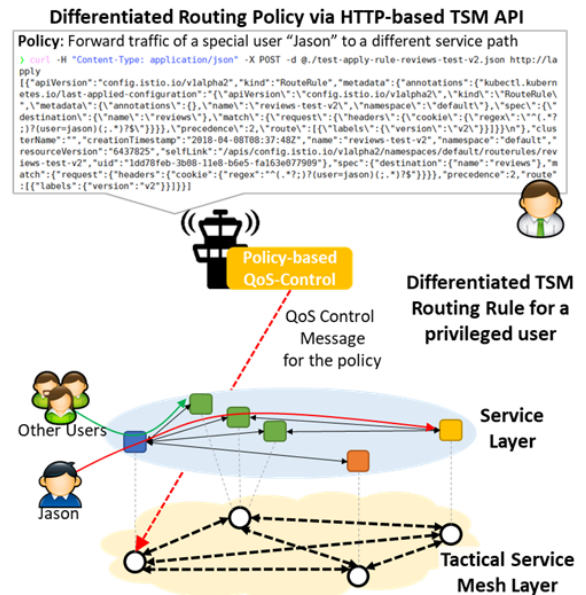 Differentiated Routing Policy via HTTP-based TSM API
Policy: Forward traffic of a special user “Jason” to a different service path
❯ curl -H "Content-Type: application/json" -X POST -d @./test-apply-rule-reviews-test-v2.json http://la
pply
[{"apiVersion":"config.istio.io/v1alpha2","kind":"RouteRule","metadata":{"annotations":{"kubectl.kubern
etes.io/last-applied-configuration":"{\"apiVersion\":\"config.istio.io/v1alpha2\",\"kind\":\"RouteRule\
",\"metadata\":{\"annotations\":{},\"name\":\"reviews-test-v2\",\"namespace\":\"default\"},\"spec\":{\"
destination\":{\"name\":\"reviews\"},\"match\":{\"request\":{\"headers\":{\"cookie\":{\"regex\":\"^(.*?
;)?(user=jason)(;.*)?$\"}}}},\"precedence\":2,\"route\":[{\"labels\":{\"version\":\"v2\"}}]}}\n"},"clus
terName":"","creationTimestamp":"2018-04-08T08:37:48Z","name":"reviews-test-v2","namespace":"default","
resourceVersion":"6437825","selfLink":"/apis/config.istio.io/v1alpha2/namespaces/default/routerules/rev
iews-test-v2","uid":"1dd78feb-3b08-11e8-b6e5-fa163e077909"},"spec":{"destination":{"name":"reviews"},"m
atch":{"request":{"headers":{"cookie":{"regex":"^(.*?;)?(user=jason)(;.*)?$"}}}},"precedence":2,"route"
:[{"labels":{"version":"v2"}}]}}]
Policy-based
QoS-Control
Differentiated TSM
Routing Rule for a
privileged user
QoS Control
Message
for the policy
Other Users
Service
Layer
Jason
Tactical Service
Mesh Layer